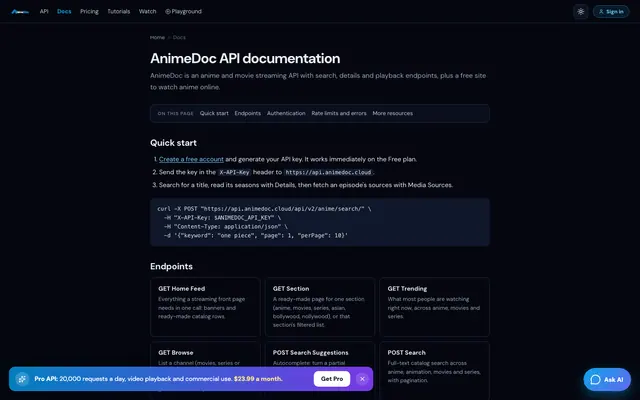 AnimeDoc
API Docs Pricing Tutorials Watch Playground
Sign in
Home > Docs
AnimeDoc API documentation
AnimeDoc is an anime and movie streaming API with search, details and playback endpoints, plus a free site
to watch anime online.
ON THIS PAGE Quick start Endpoints Authentication Rate limits and errors More resources
Quick start
1. Create a free account and generate your API key. It works immediately on the Free plan.
2. Send the key in the X-API-Key header to https://api.animedoc.cloud.
3. Search for a title, read its seasons with Details, then fetch an episode's sources with Media Sources.
curl -X POST "https://api.animedoc.cloud/api/v2/anime/search/" \
-H "X-API-Key: $ANIMEDOC_API_KEY" \
-H "Content-Type: application/json" \
-d '{"keyword": "one piece", "page": 1, "perPage": 10}'
Endpoints
GET Home Feed
Everything a streaming front page
needs in one call: banners and
ready-made catalog rows.
GET Section
A ready-made page for one section
(anime, movies, series, asian,
bollywood, nollywood), or that
section's filtered list.
GET Trending
What most people are watching
right now, across anime, movies and
series.
GET Browse
List a channel (movies, series or
POST Search Suggestions
Autocomplete: turn a partial
POST Search
Full-text catalog search across
anime, animation, movies and series,
with pagination.
Pro API: 20,000 requests a day, video playback and commercial use. $23.99 a month.
Get Pro
Ask AI